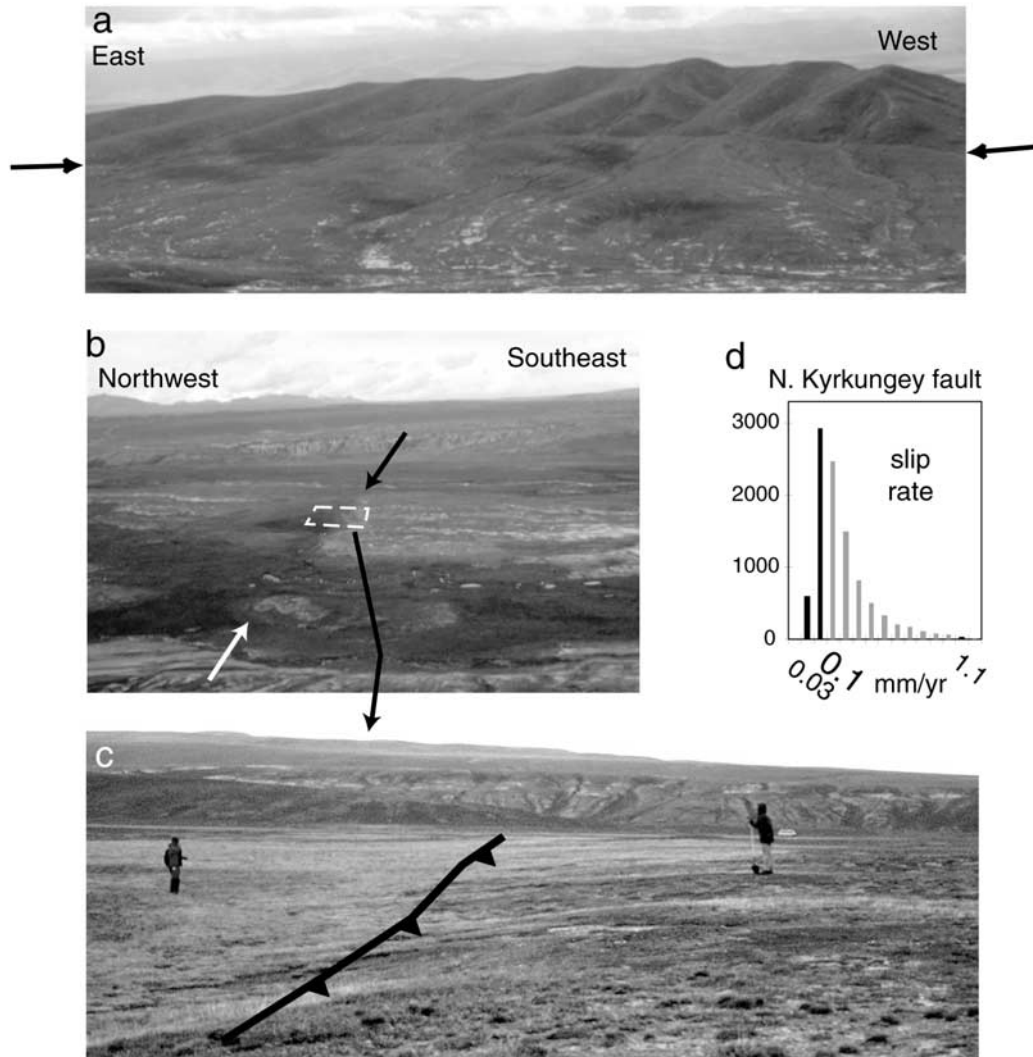 a
East
West
b
Northwest
Southeast
d
N. Kyrkungey fault
3000
2000
1000
0
slip
rate
0.03
0.1
1.1
mm/yr
c